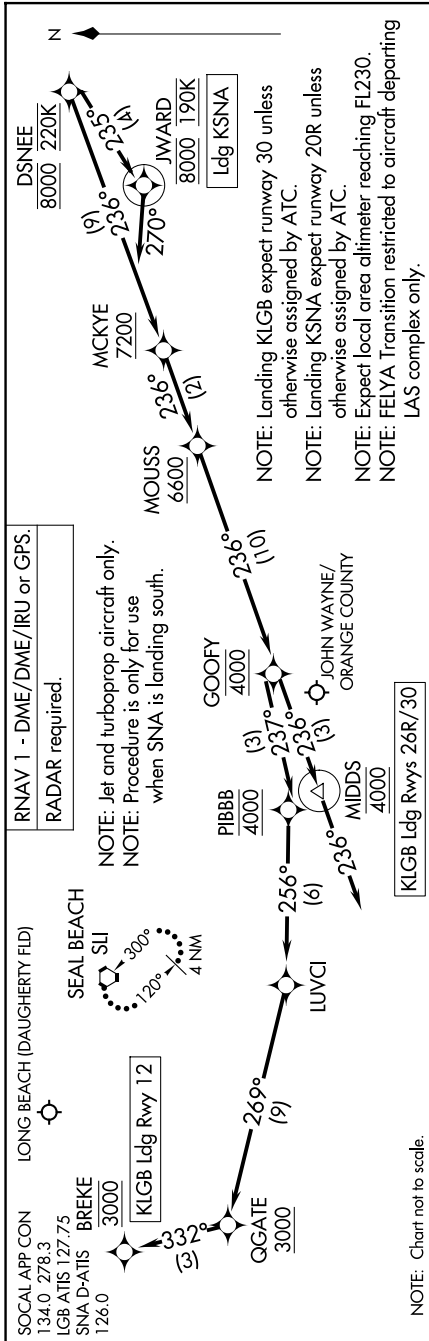 SOCAL APP CON
134.0 278.3
LGB ATIS 127.75
SNA D-ATIS
126.0
LONG BEACH (DAUGHERTY FLD)
RNAV 1 - DME/DME/IRU or GPS.
RADAR required.
NOTE: Jet and turboprop aircraft only.
NOTE: Procedure is only for use
when SNA is landing south.
SEAL BEACH
SLI
300°
120°
4 NM
N
DSNEE
8000 220K
235°
(4)
JWARD
8000 190K
Ldg KSNA
270°
(9)
236°
MCKYE
7200
236°
(2)
MOUSS
6600
236°
(10)
GOOFY
4000
JOHN WAYNE/
ORANGE COUNTY
(3)
237°
236°
(3)
PIBBB
4000
MIDDS
4000
KLGB Ldg Rwys 26R/30
236°
256°
(6)
LUVCI
269°
(9)
QGATE
3000
332°
(3)
BREKE
3000
KLGB Ldg Rwy 12
NOTE: Landing KLGB expect runway 30 unless
otherwise assigned by ATC.
NOTE: Landing KSNA expect runway 20R unless
otherwise assigned by ATC.
NOTE: Expect local area altimeter reaching FL230.
NOTE: FELYA Transition restricted to aircraft departing
LAS complex only.
NOTE: Chart not to scale.